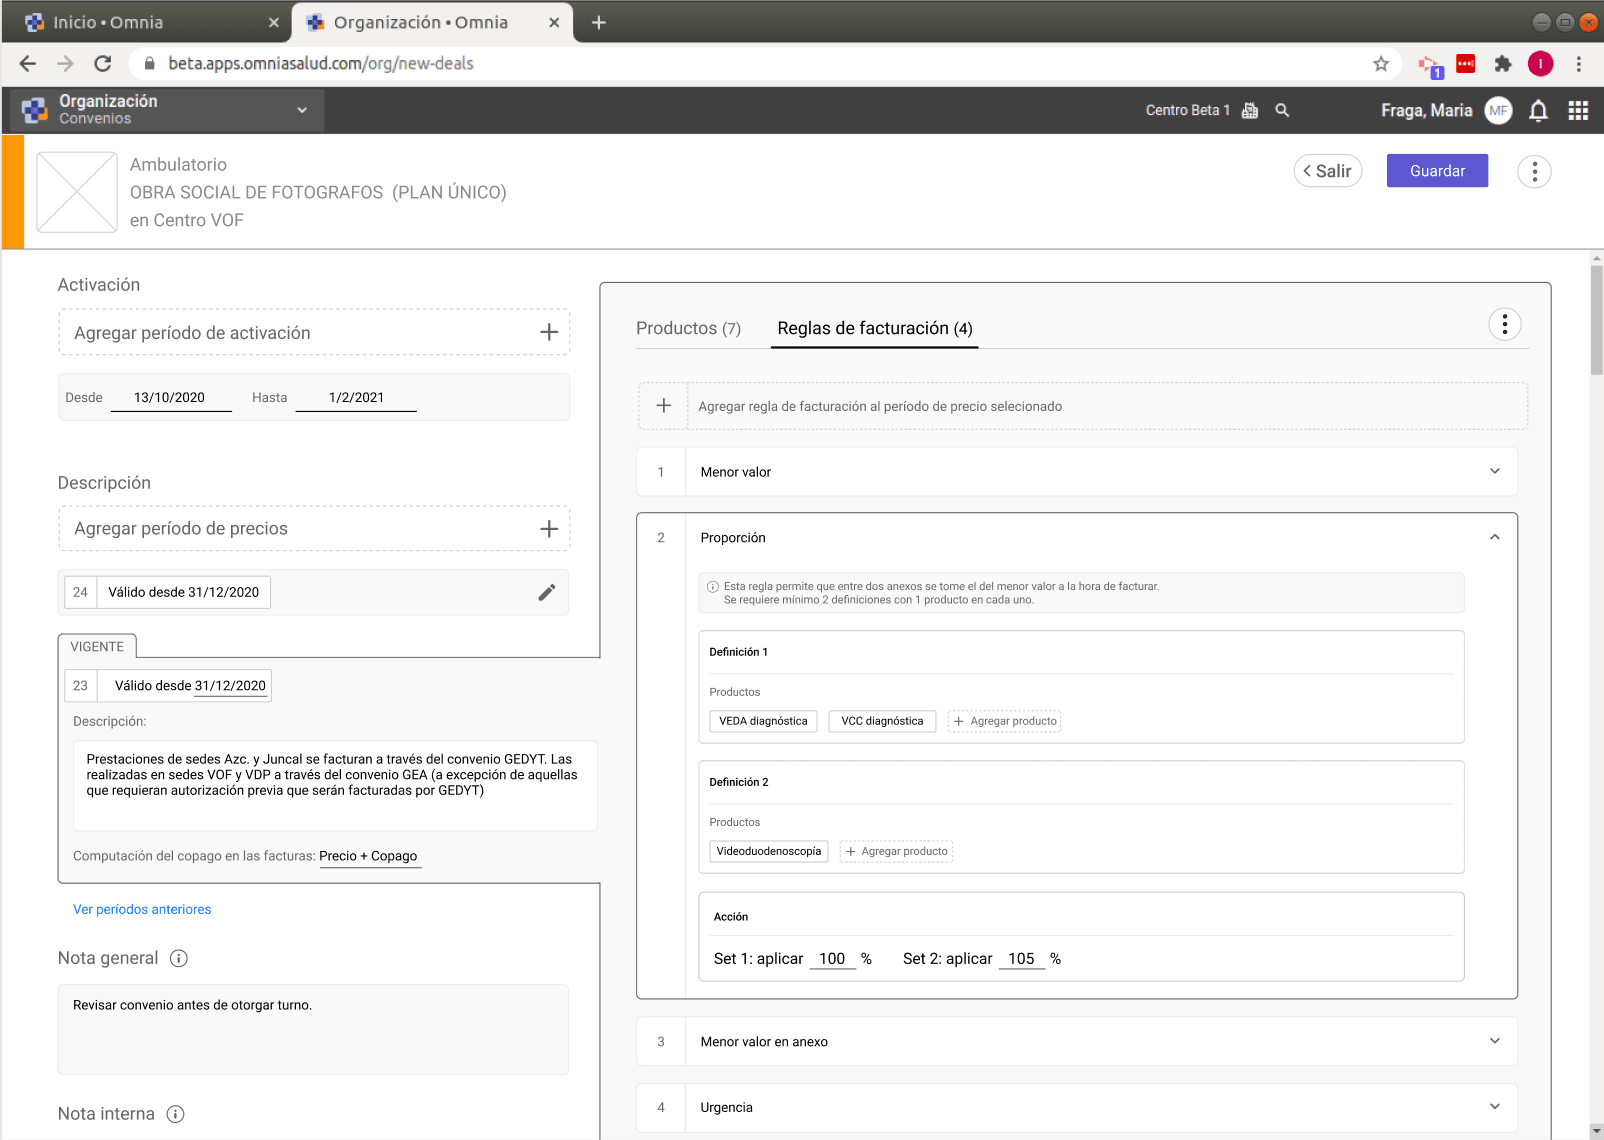 Inicio • Omnia
Organización • Omnia
beta.apps.omniasalud.com/org/new-deals
1
I
Organización
Convenios
Centro Beta 1
Fraga, Maria
MF
Ambulatorio
OBRA SOCIAL DE FOTOGRAFOS (PLAN ÚNICO)
en Centro VOF
Salir
Guardar
Activación
Agregar período de activación
Desde 13/10/2020 Hasta 1/2/2021
Descripción
Agregar período de precios
24 Válido desde 31/12/2020
VIGENTE
23 Válido desde 31/12/2020
Descripción:
Prestaciones de sedes Azc. y Juncal se facturan a través del convenio GEDYT. Las
realizadas en sedes VOF y VDP a través del convenio GEA (a excepción de aquellas
que requieran autorización previa que serán facturadas por GEDYT)
Computación del copago en las facturas: Precio + Copago
Ver períodos anteriores
Nota general
Revisar convenio antes de otorgar turno.
Nota interna
Productos (7)
Reglas de facturación (4)
Agregar regla de facturación al período de precio selecionado
1 Menor valor
2 Proporción
Esta regla permite que entre dos anexos se tome el del menor valor a la hora de facturar.
Se requiere mínimo 2 definiciones con 1 producto en cada uno.
Definición 1
Productos
VEDA diagnóstica VCC diagnóstica + Agregar producto
Definición 2
Productos
Videoduodenoscopía + Agregar producto
Acción
Set 1: aplicar 100 % Set 2: aplicar 105 %
3 Menor valor en anexo
4 Urgencia